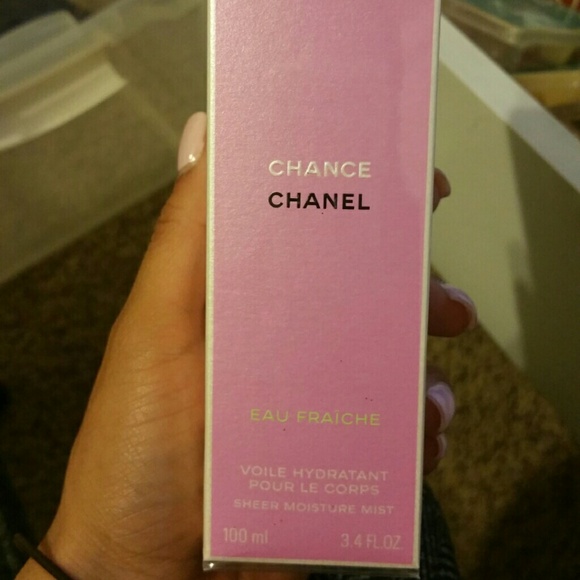 CHANCE
CHANEL
EAU FRAÎCHE
VOILE HYDRATANT
POUR LE CORPS
SHEER MOISTURE MIST
100 ml 3.4 FL.OZ.